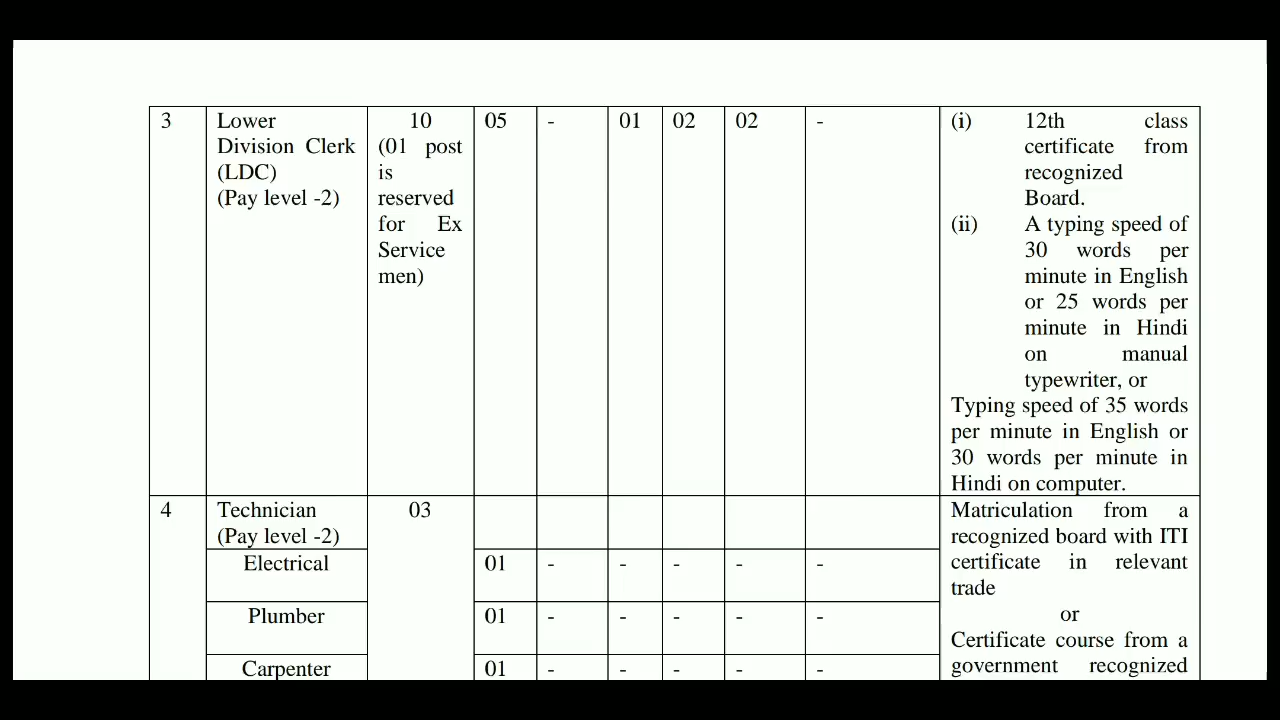 3 Lower 10 05 - 01 02 02 - (i) 12th class
Division Clerk (01 post certificate from
(LDC) is recognized
(Pay level -2) reserved Board.
for Ex (ii) A typing speed of
Service 30 words per
men) minute in English
or 25 words per
minute in Hindi
on manual
typewriter, or
Typing speed of 35 words
per minute in English or
30 words per minute in
Hindi on computer.
4 Technician 03 Matriculation from a
(Pay level -2) recognized board with ITI
Electrical 01 - - - - - certificate in relevant
trade
Plumber 01 - - - - - or
Certificate course from a
Carpenter 01 - - - - - government recognized